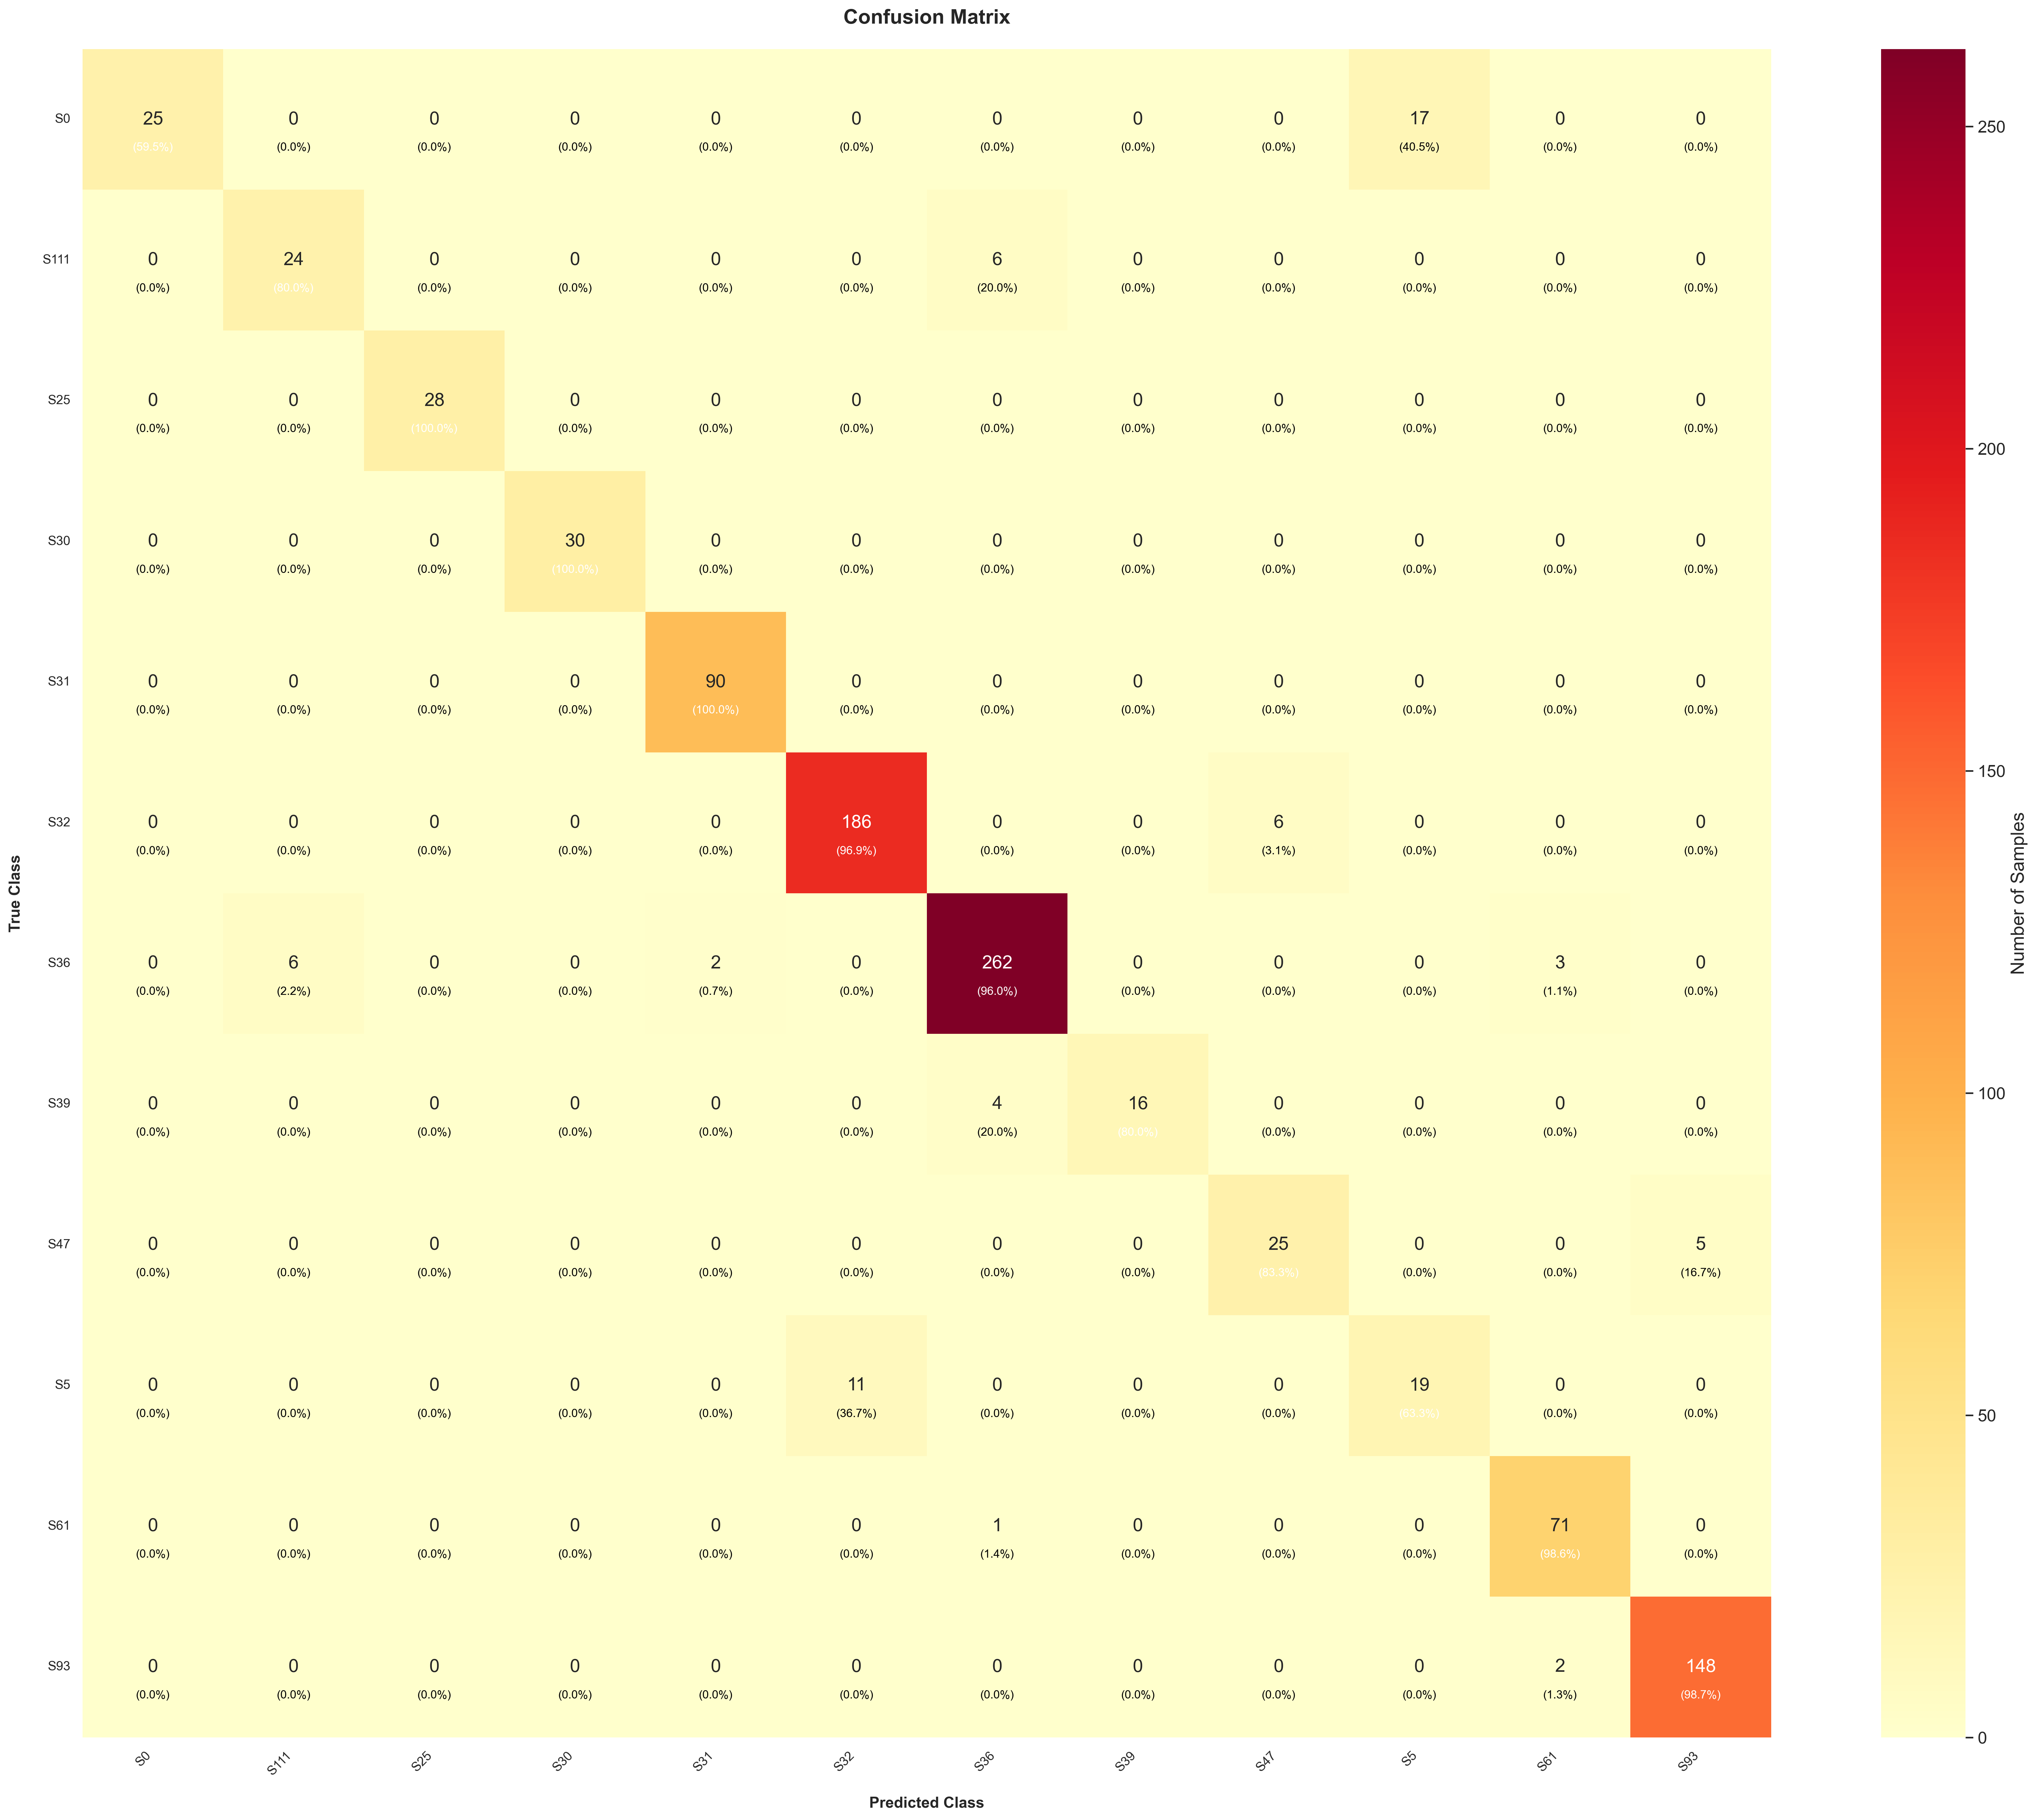 Confusion Matrix
S0 25 0 0 0 0 0 0 0 0 17 0 0
(59.5%) (0.0%) (0.0%) (0.0%) (0.0%) (0.0%) (0.0%) (0.0%) (0.0%) (40.5%) (0.0%) (0.0%)
S111 0 24 0 0 0 0 6 0 0 0 0 0
(0.0%) (80.0%) (0.0%) (0.0%) (0.0%) (0.0%) (20.0%) (0.0%) (0.0%) (0.0%) (0.0%) (0.0%)
S25 0 0 28 0 0 0 0 0 0 0 0 0
(0.0%) (0.0%) (100.0%) (0.0%) (0.0%) (0.0%) (0.0%) (0.0%) (0.0%) (0.0%) (0.0%) (0.0%)
S30 0 0 0 30 0 0 0 0 0 0 0 0
(0.0%) (0.0%) (0.0%) (100.0%) (0.0%) (0.0%) (0.0%) (0.0%) (0.0%) (0.0%) (0.0%) (0.0%)
S31 0 0 0 0 90 0 0 0 0 0 0 0
(0.0%) (0.0%) (0.0%) (0.0%) (100.0%) (0.0%) (0.0%) (0.0%) (0.0%) (0.0%) (0.0%) (0.0%)
S32 0 0 0 0 0 186 0 0 6 0 0 0
(0.0%) (0.0%) (0.0%) (0.0%) (0.0%) (96.9%) (0.0%) (0.0%) (3.1%) (0.0%) (0.0%) (0.0%)
S36 0 6 0 0 2 0 262 0 0 0 3 0
(0.0%) (2.2%) (0.0%) (0.0%) (0.7%) (0.0%) (96.0%) (0.0%) (0.0%) (0.0%) (1.1%) (0.0%)
S39 0 0 0 0 0 0 4 16 0 0 0 0
(0.0%) (0.0%) (0.0%) (0.0%) (0.0%) (0.0%) (20.0%) (80.0%) (0.0%) (0.0%) (0.0%) (0.0%)
S47 0 0 0 0 0 0 0 0 25 0 0 5
(0.0%) (0.0%) (0.0%) (0.0%) (0.0%) (0.0%) (0.0%) (0.0%) (83.3%) (0.0%) (0.0%) (16.7%)
S5 0 0 0 0 0 11 0 0 0 19 0 0
(0.0%) (0.0%) (0.0%) (0.0%) (0.0%) (36.7%) (0.0%) (0.0%) (0.0%) (63.3%) (0.0%) (0.0%)
S61 0 0 0 0 0 0 1 0 0 0 71 0
(0.0%) (0.0%) (0.0%) (0.0%) (0.0%) (0.0%) (1.4%) (0.0%) (0.0%) (0.0%) (98.6%) (0.0%)
S93 0 0 0 0 0 0 0 0 0 0 2 148
(0.0%) (0.0%) (0.0%) (0.0%) (0.0%) (0.0%) (0.0%) (0.0%) (0.0%) (0.0%) (1.3%) (98.7%)
S0 S111 S25 S30 S31 S32 S36 S39 S47 S5 S61 S93
Predicted Class
True Class
250
200
150
100
50
0
Number of Samples